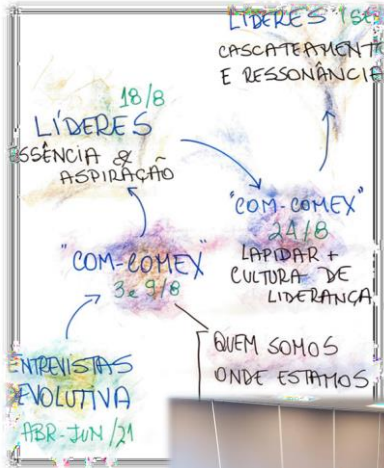 LÍDERES
CASCATEAMENT
E RESSONÂNCIA
18/8
LÍDERES
ESSÊNCIA &
ASPIRAÇÃO
"COM-COMEX"
24/8
LAPIDAR +
CULTURA DE
LIDERANÇA
"COM-COMEX"
3 e 9/8
QUEM SOMOS
ONDE ESTAMOS
ENTREVISTAS
EVOLUTIVA
ABR-JUN/21